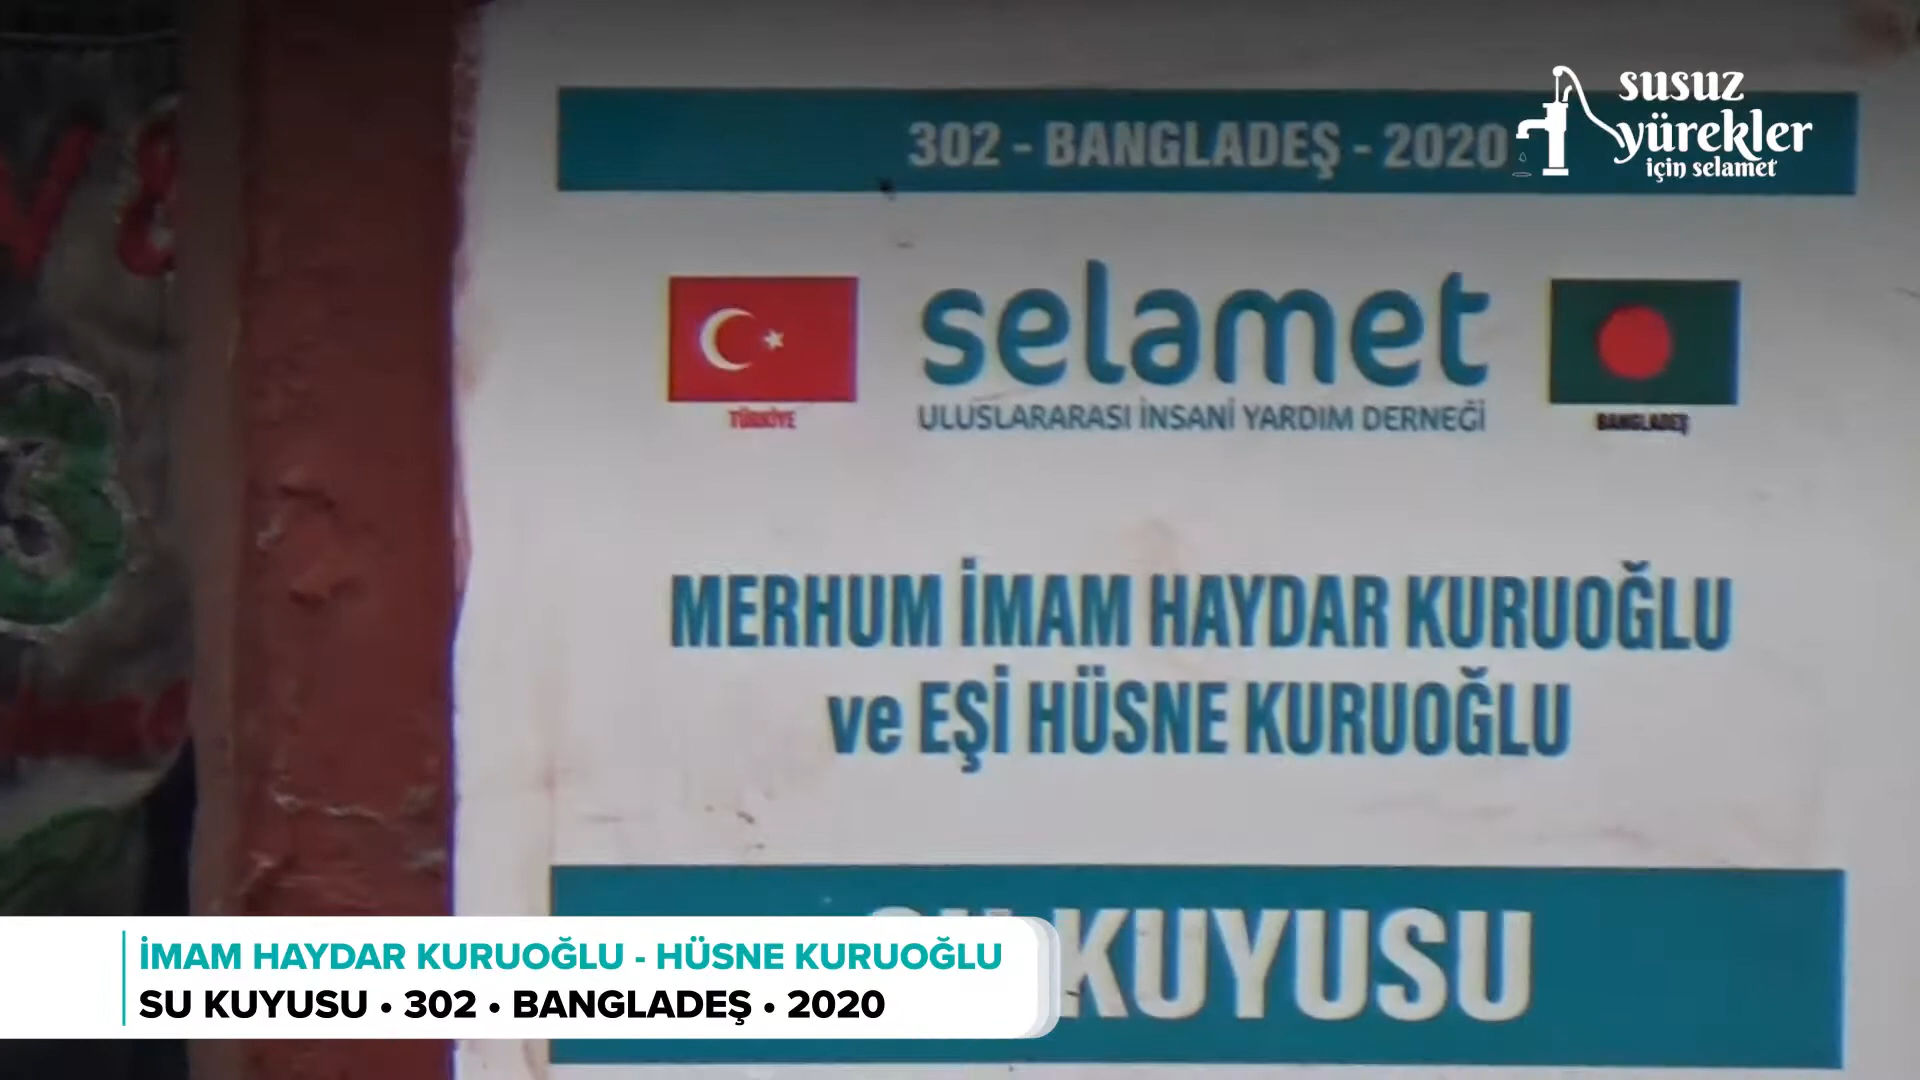 302 - BANGLADEŞ - 2020
susuz
yürekler
için selamet
selamet
ULUSLARARASI İNSANİ YARDIM DERNEĞİ
TÜRKİYE
BANGLADEŞ
MERHUM İMAM HAYDAR KURUOĞLU
ve EŞİ HÜSNE KURUOĞLU
SU KUYUSU
İMAM HAYDAR KURUOĞLU - HÜSNE KURUOĞLU
SU KUYUSU • 302 • BANGLADEŞ • 2020